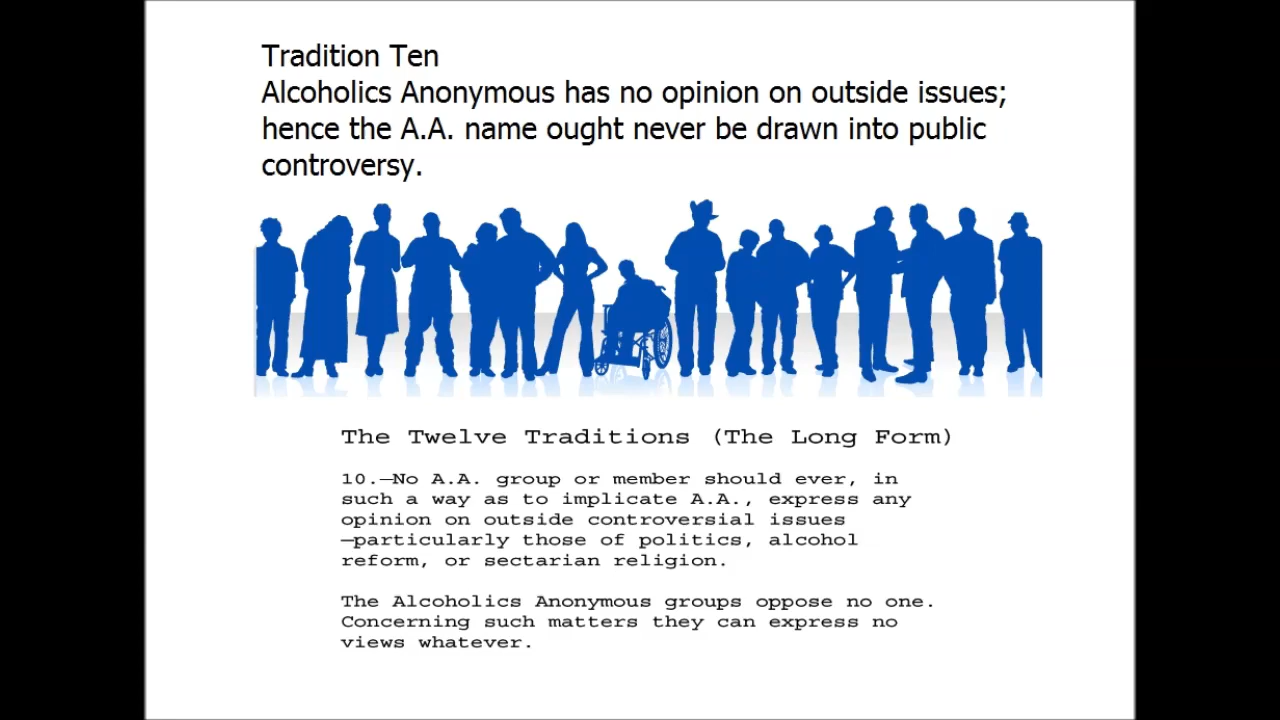 Tradition Ten
Alcoholics Anonymous has no opinion on outside issues;
hence the A.A. name ought never be drawn into public
controversy.
The Twelve Traditions (The Long Form)
10.—No A.A. group or member should ever, in
such a way as to implicate A.A., express any
opinion on outside controversial issues
—particularly those of politics, alcohol
reform, or sectarian religion.
The Alcoholics Anonymous groups oppose no one.
Concerning such matters they can express no
views whatever.